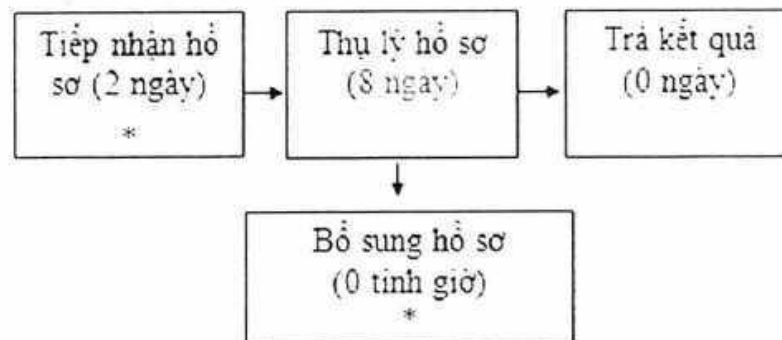 Tiếp nhận hồ
sơ (2 ngày)
*
Thụ lý hồ sơ
(8 ngày)
Trả kết quả
(0 ngày)
Bổ sung hồ sơ
(0 tính giờ)
*